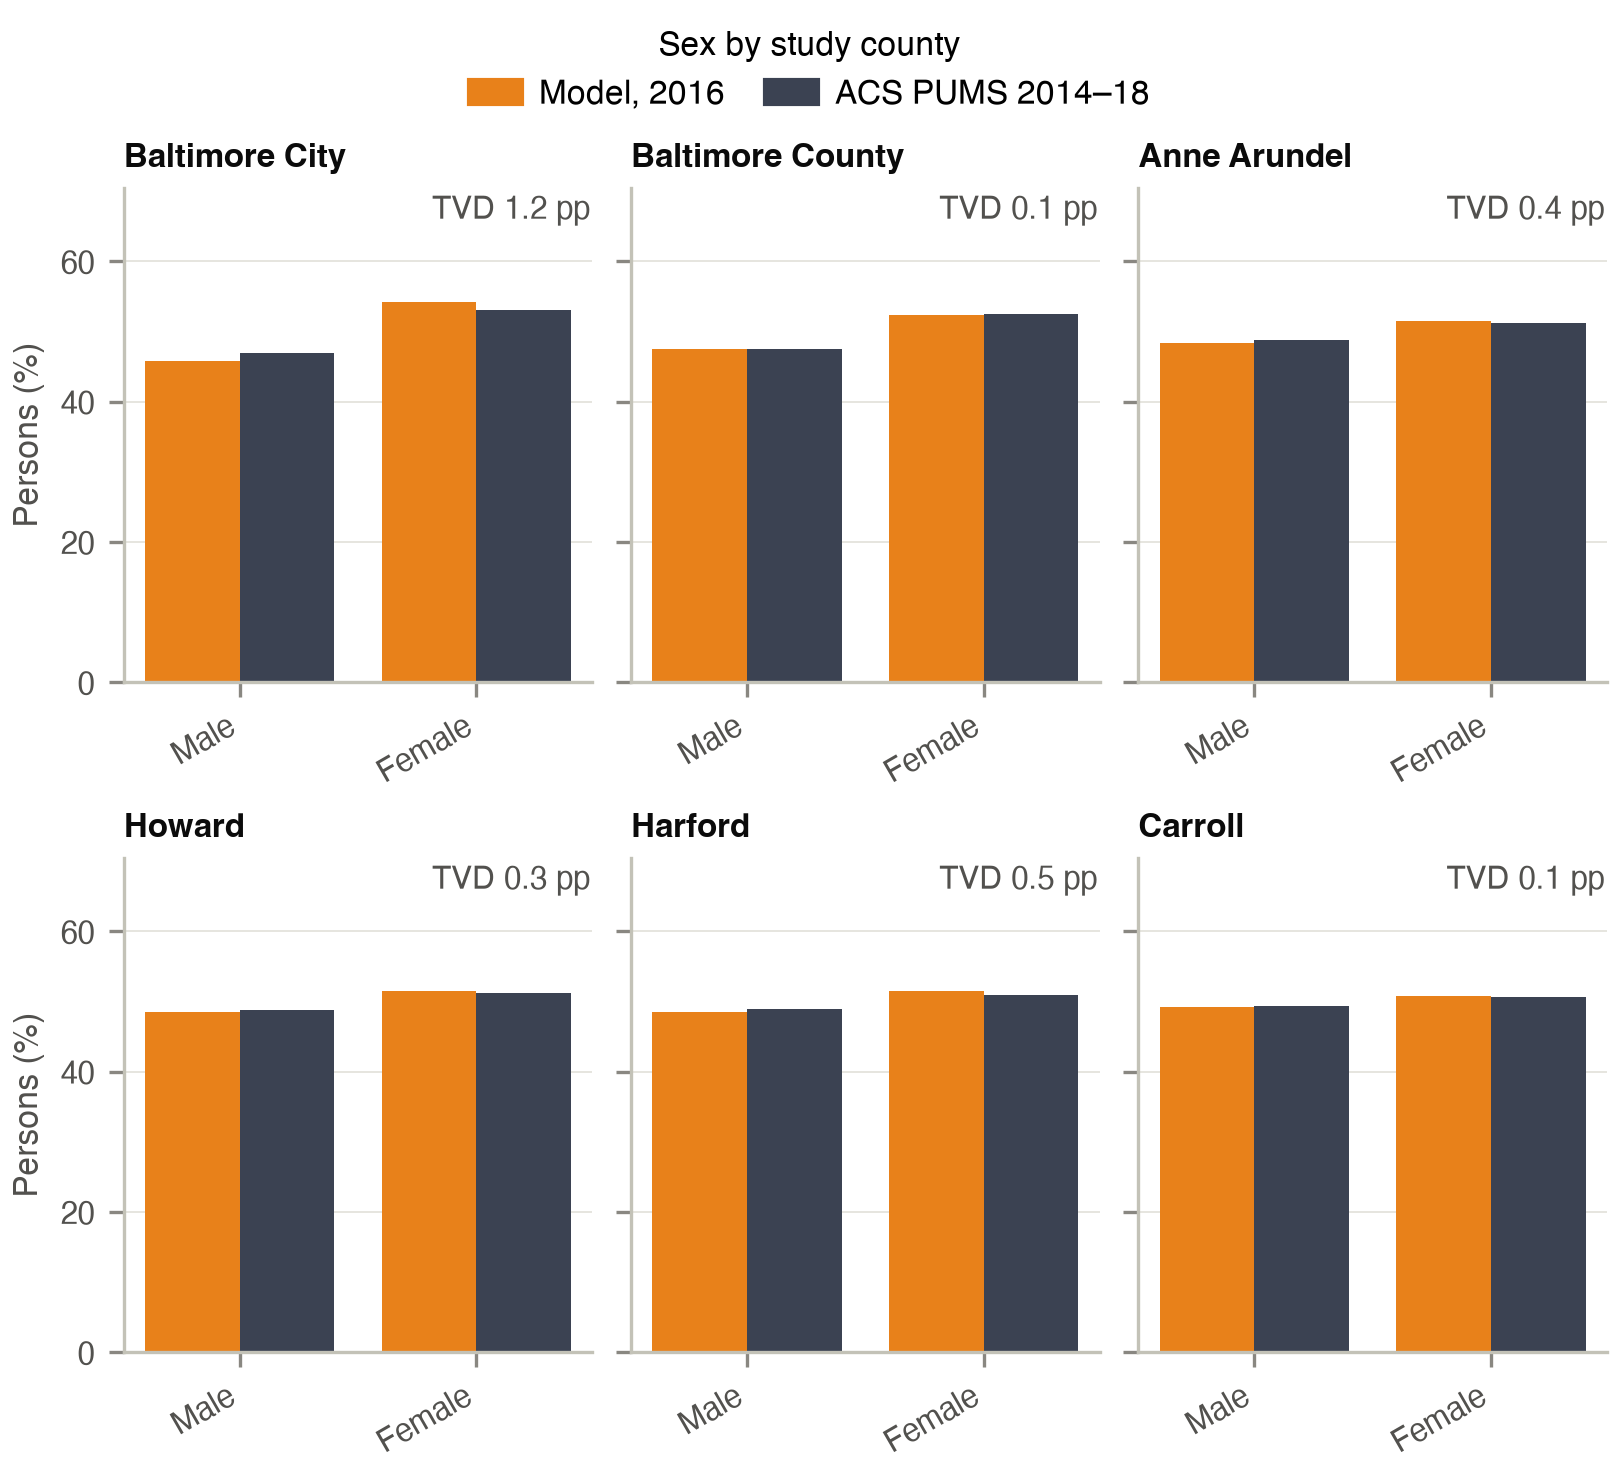 Sex by study county
Model, 2016 ACS PUMS 2014–18
Baltimore City Baltimore County Anne Arundel
TVD 1.2 pp TVD 0.1 pp TVD 0.4 pp
Persons (%)
60
40
20
0
Male Female Male Female Male Female
Howard Harford Carroll
TVD 0.3 pp TVD 0.5 pp TVD 0.1 pp
Persons (%)
60
40
20
0
Male Female Male Female Male Female